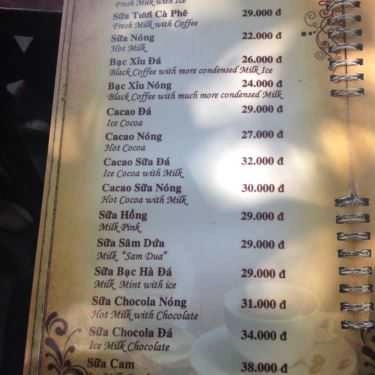 Fresh Milk with Ice
Sữa Tươi Cà Phê 29.000 đ
Fresh Milk with Coffee
Sữa Nóng 22.000 đ
Hot Milk
Bạc Xỉu Đá 26.000 đ
Black Coffee with more condensed Milk Ice
Bạc Xỉu Nóng 24.000 đ
Black Coffee with much more condensed Milk
Cacao Đá 29.000 đ
Ice Cocoa
Cacao Nóng 27.000 đ
Hot Cocoa
Cacao Sữa Đá 32.000 đ
Ice Cocoa with Milk
Cacao Sữa Nóng 30.000 đ
Hot Cocoa with Milk
Sữa Hồng 29.000 đ
Milk Pink
Sữa Sâm Dứa 29.000 đ
Milk "Sam Dua"
Sữa Bạc Hà Đá 29.000 đ
Milk Mint with ice
Sữa Chocola Nóng 31.000 đ
Hot Milk with Chocolate
Sữa Chocola Đá 34.000 đ
Ice Milk Chocolate
Sữa Cam 38.000 đ